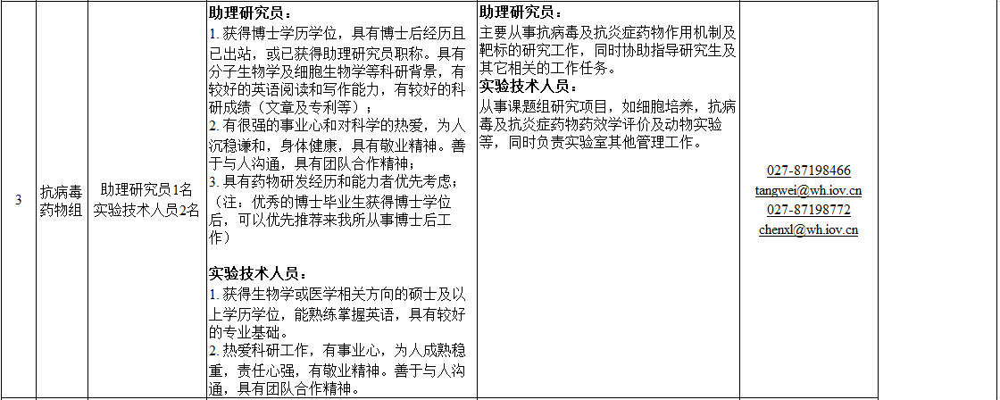 3
抗病毒
药物组
助理研究员1名
实验技术人员2名
助理研究员：
1. 获得博士学历学位，具有博士后经历且
已出站，或已获得助理研究员职称。具有
分子生物学及细胞生物学等科研背景，有
较好的英语阅读和写作能力，有较好的科
研成绩（文章及专利等）；
2. 有很强的事业心和对科学的热爱，为人
沉稳谦和，身体健康，具有敬业精神。善
于与人沟通，具有团队合作精神；
3. 具有药物研发经历和能力者优先考虑；
（注：优秀的博士毕业生获得博士学位
后，可以优先推荐来我所从事博士后工
作）
实验技术人员：
1. 获得生物学或医学相关方向的硕士及以
上学历学位，能熟练掌握英语，具有较好
的专业基础。
2. 热爱科研工作，有事业心，为人成熟稳
重，责任心强，有敬业精神。善于与人沟
通，具有团队合作精神。
助理研究员：
主要从事抗病毒及抗炎症药物作用机制及
靶标的研究工作，同时协助指导研究生及
其它相关的工作任务。
实验技术人员：
从事课题组研究项目，如细胞培养，抗病
毒及抗炎症药物药效学评价及动物实验
等，同时负责实验室其他管理工作。
027-87198466
tangwei@wh.iov.cn
027-87198772
chenxl@wh.iov.cn